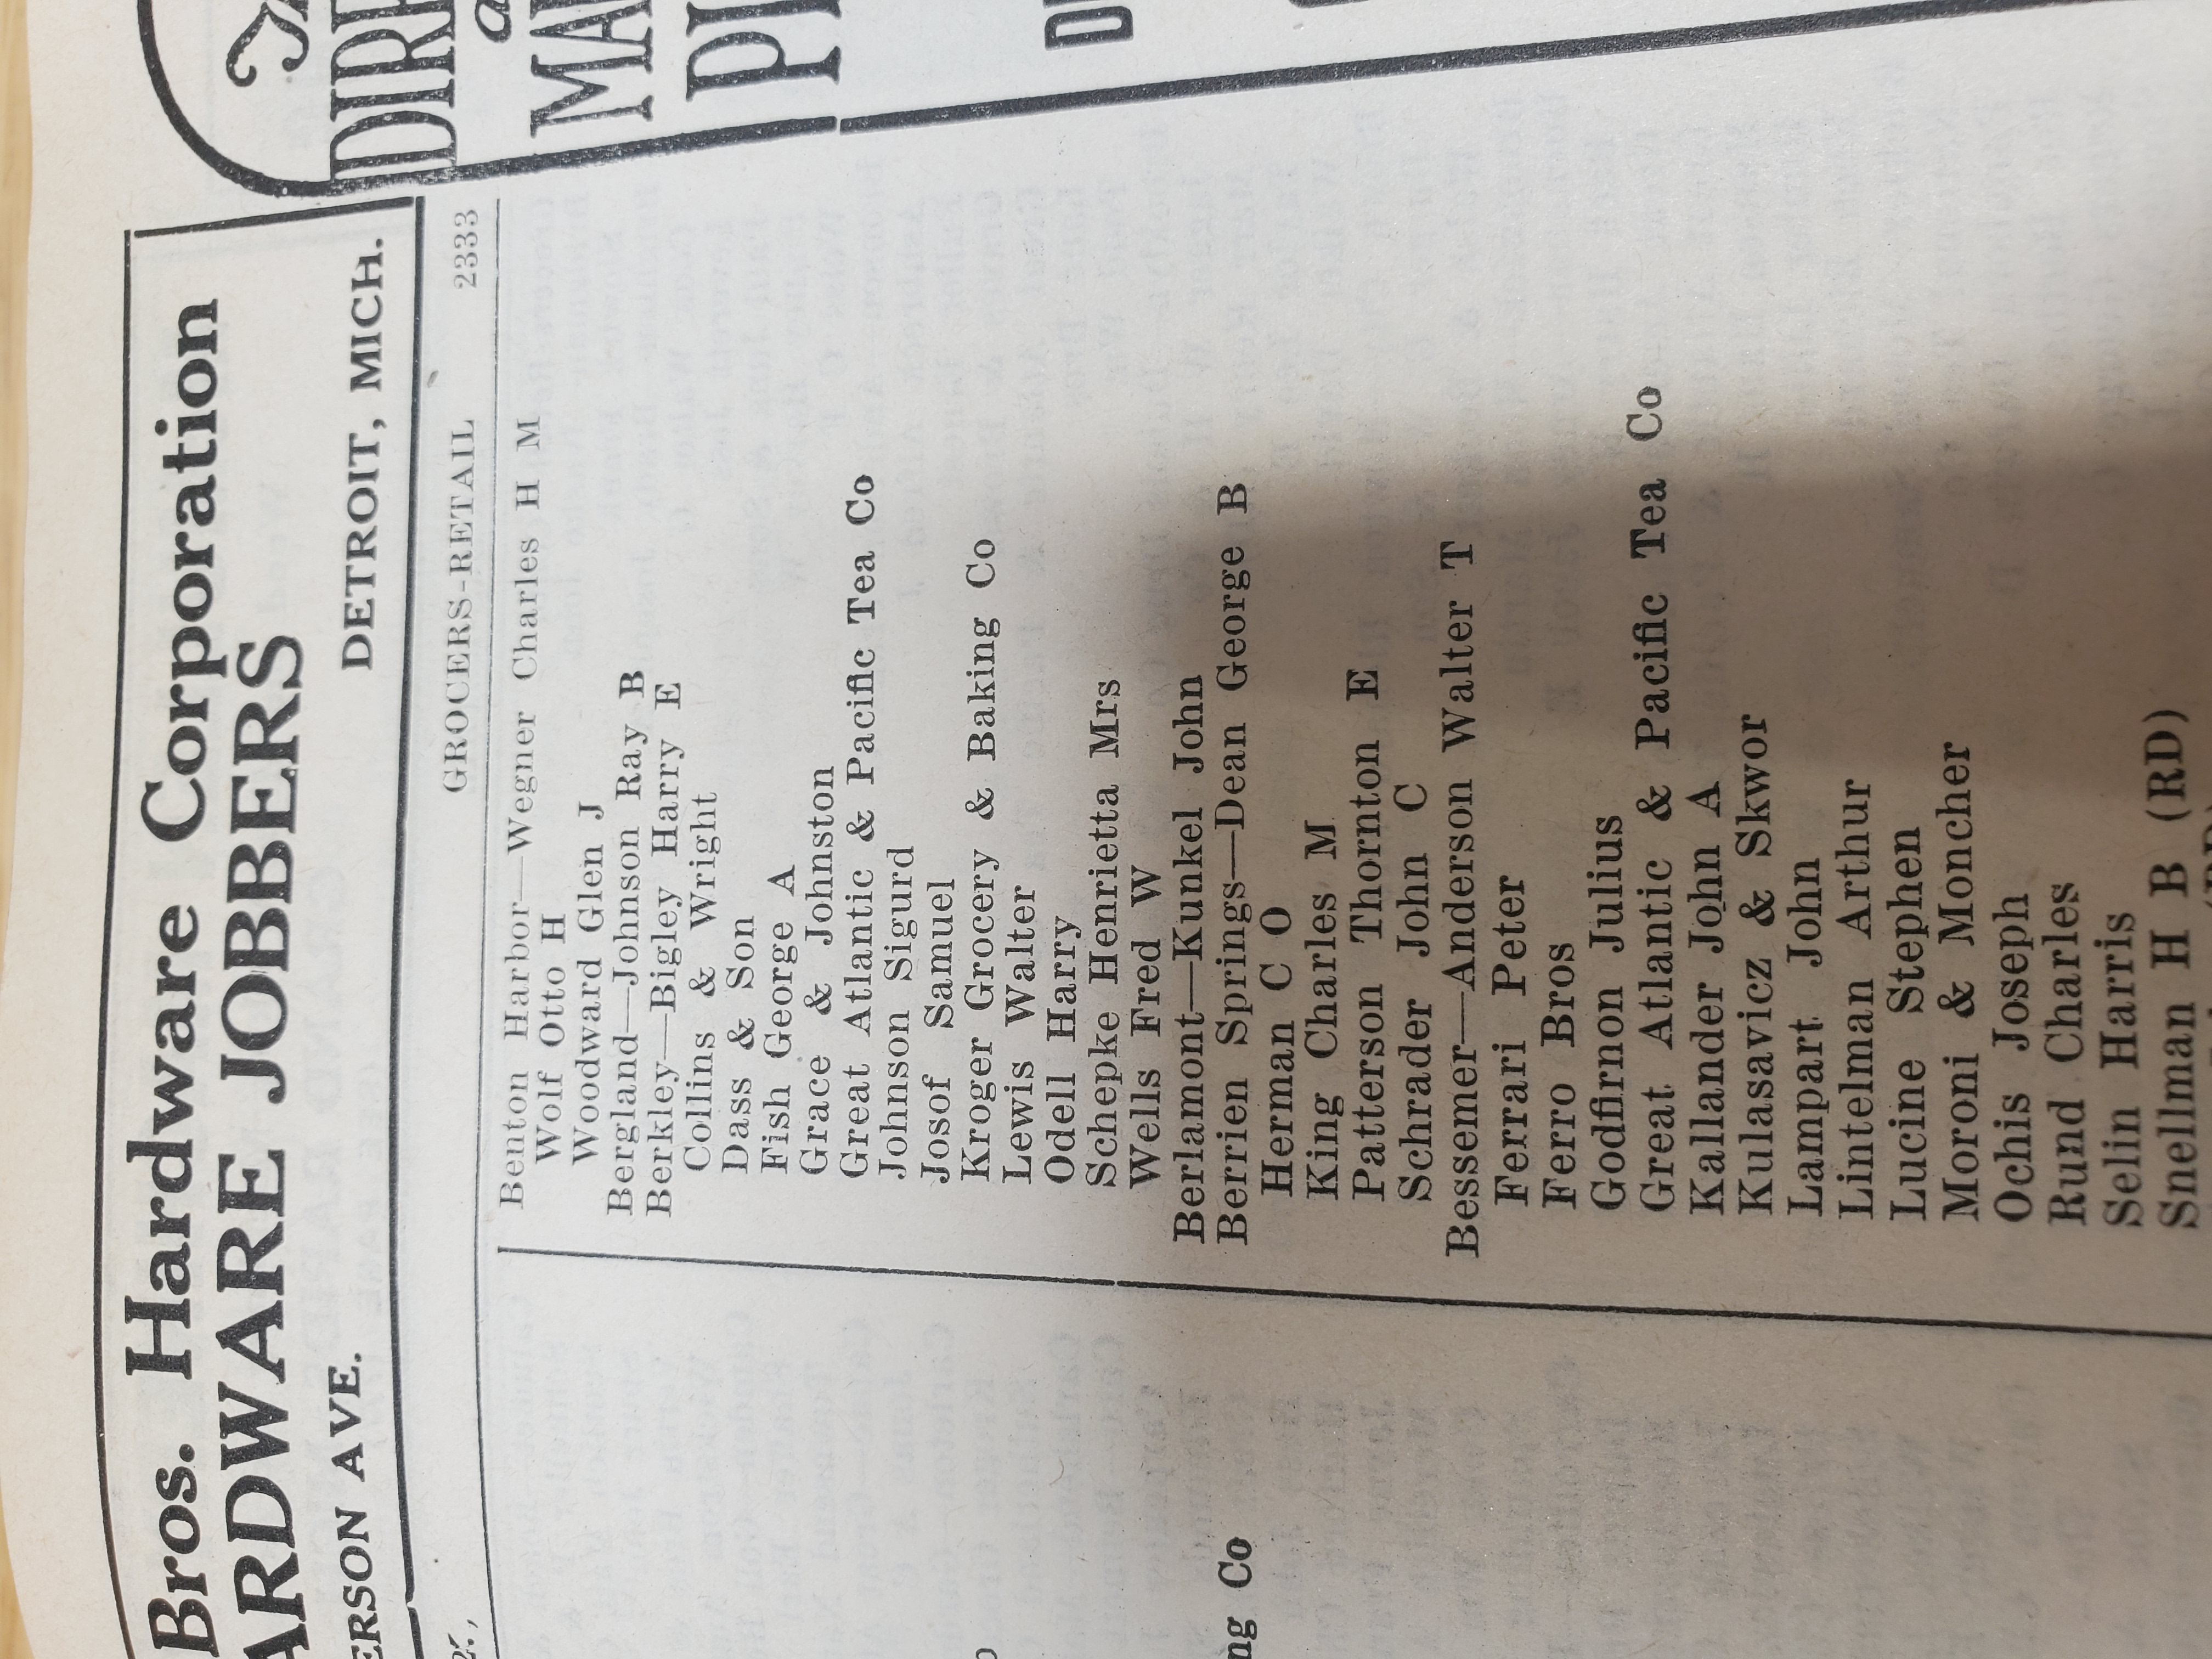 Bros. Hardware Corporation
ARDWARE JOBBERS
ERSON AVE. DETROIT, MICH.
GROCERS-RETAIL 2333
Benton Harbor—Wegner Charles H M
Wolf Otto H
Woodward Glen J
Bergland—Johnson Ray B
Berkley—Bigley Harry E
Collins & Wright
Dass & Son
Fish George A
Grace & Johnston
Great Atlantic & Pacific Tea Co
Johnson Sigurd
Josof Samuel
Kroger Grocery & Baking Co
Lewis Walter
Odell Harry
Schepke Henrietta Mrs
Wells Fred W
Berlamont—Kunkel John
Berrien Springs—Dean George B
Herman C O
King Charles M
Patterson Thornton E
Schrader John C
Bessemer—Anderson Walter T
Ferrari Peter
Ferro Bros
Godfirnon Julius
Great Atlantic & Pacific Tea Co
Kallander John A
Kulasavicz & Skwor
Lampart John
Lintelman Arthur
Lucine Stephen
Moroni & Moncher
Ochis Joseph
Rund Charles
Selin Harris
Snellman H B (RD)
ng Co
DIR
MA
PI
D